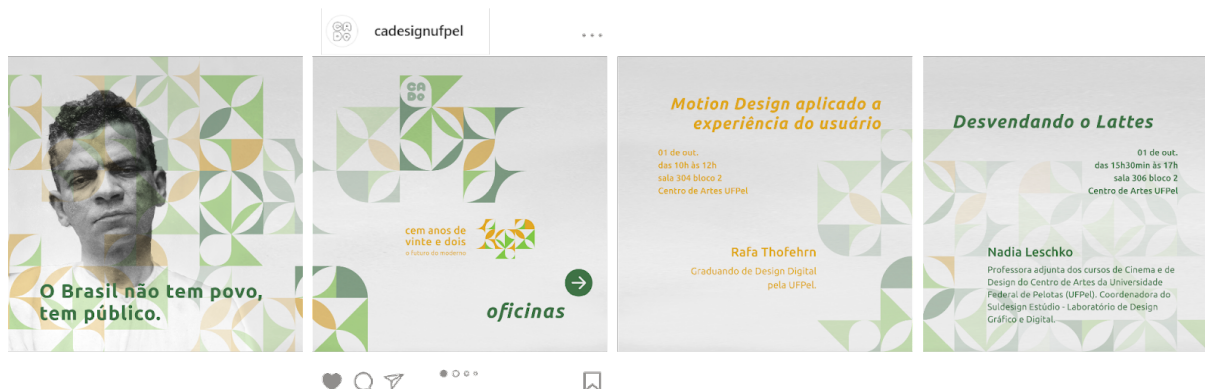 cadesignufpel
O Brasil não tem povo,
tem público.
CA
DO
cem anos de
vinte e dois
o futuro do moderno
oficinas
Motion Design aplicado a
experiência do usuário
01 de out.
das 10h às 12h
sala 304 bloco 2
Centro de Artes UFPel
Rafa Thofehrn
Graduando de Design Digital
pela UFPel.
Desvendando o Lattes
01 de out.
das 15h30min às 17h
sala 306 bloco 2
Centro de Artes UFPel
Nadia Leschko
Professora adjunta dos cursos de Cinema e de
Design do Centro de Artes da Universidade
Federal de Pelotas (UFPel). Coordenadora do
Suldesign Estúdio - Laboratório de Design
Gráfico e Digital.